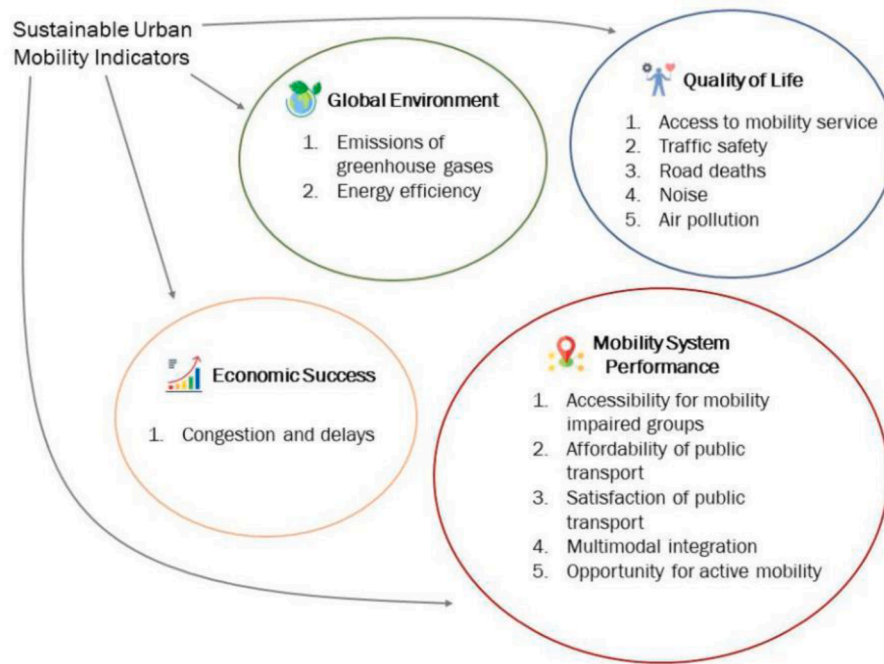 Sustainable Urban
Mobility Indicators
Global Environment
1. Emissions of
greenhouse gases
2. Energy efficiency
Quality of Life
1. Access to mobility service
2. Traffic safety
3. Road deaths
4. Noise
5. Air pollution
Economic Success
1. Congestion and delays
Mobility System
Performance
1. Accessibility for mobility
impaired groups
2. Affordability of public
transport
3. Satisfaction of public
transport
4. Multimodal integration
5. Opportunity for active mobility